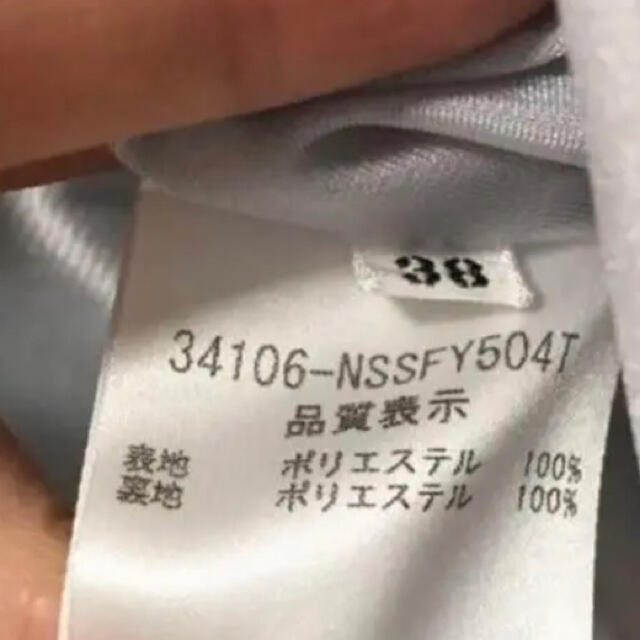 38
34106-NSSFY504T
品質表示
表地 ポリエステル 100%
裏地 ポリエステル 100%